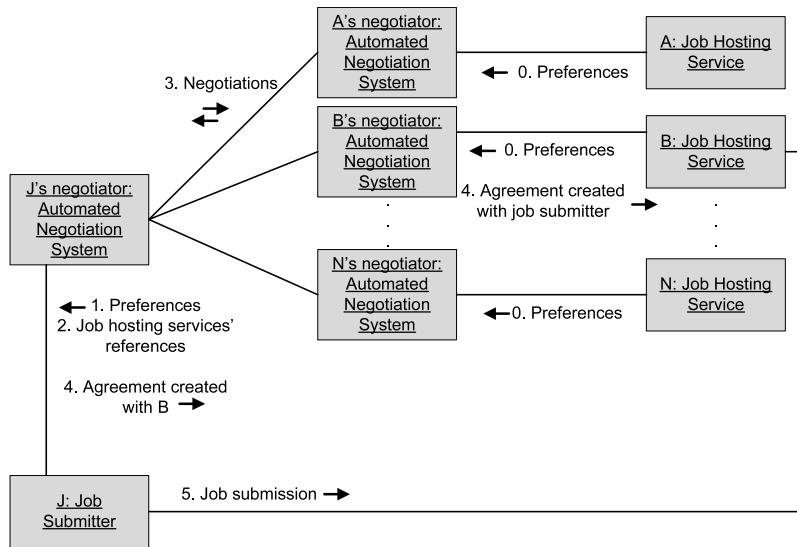 A's negotiator:
Automated
Negotiation
System
0. Preferences
A: Job Hosting
Service
3. Negotiations
B's negotiator:
Automated
Negotiation
System
0. Preferences
B: Job Hosting
Service
4. Agreement created
with job submitter
J's negotiator:
Automated
Negotiation
System
N's negotiator:
Automated
Negotiation
System
0. Preferences
N: Job Hosting
Service
1. Preferences
2. Job hosting services'
references
4. Agreement created
with B
J: Job
Submitter
5. Job submission